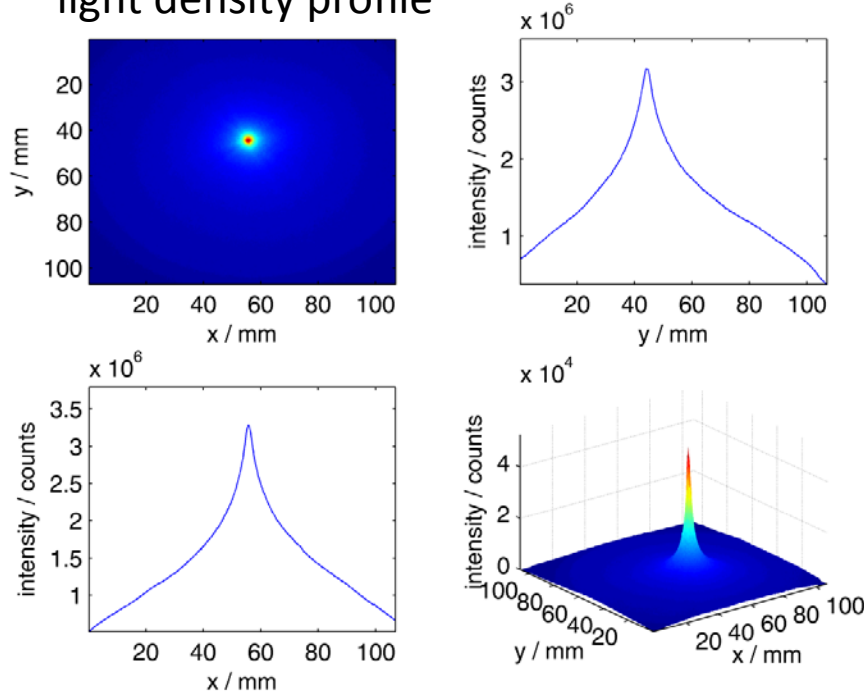 light density profile
20
40
60
80
100
y / mm
20 40 60 80 100
x / mm
x 10^6
3
2
1
intensity / counts
20 40 60 80 100
y / mm
x 10^6
3.5
3
2.5
2
1.5
1
intensity / counts
20 40 60 80 100
x / mm
x 10^4
4
2
0
intensity / counts
100 80 60 40 20
y / mm
20 40 60 80 100
x / mm